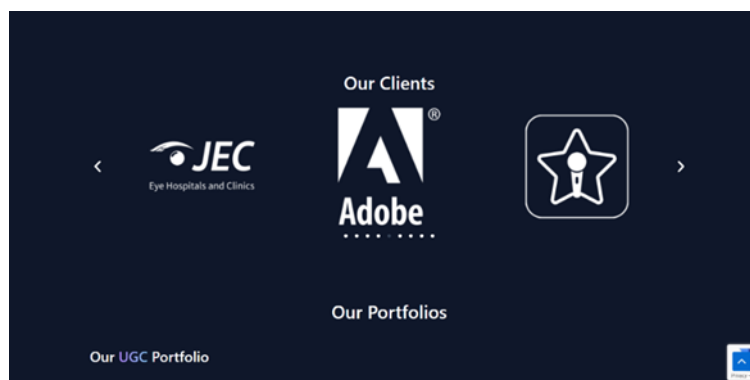 Our Clients
JEC
Eye Hospitals and Clinics
®
Adobe
Our Portfolios
Our UGC Portfolio